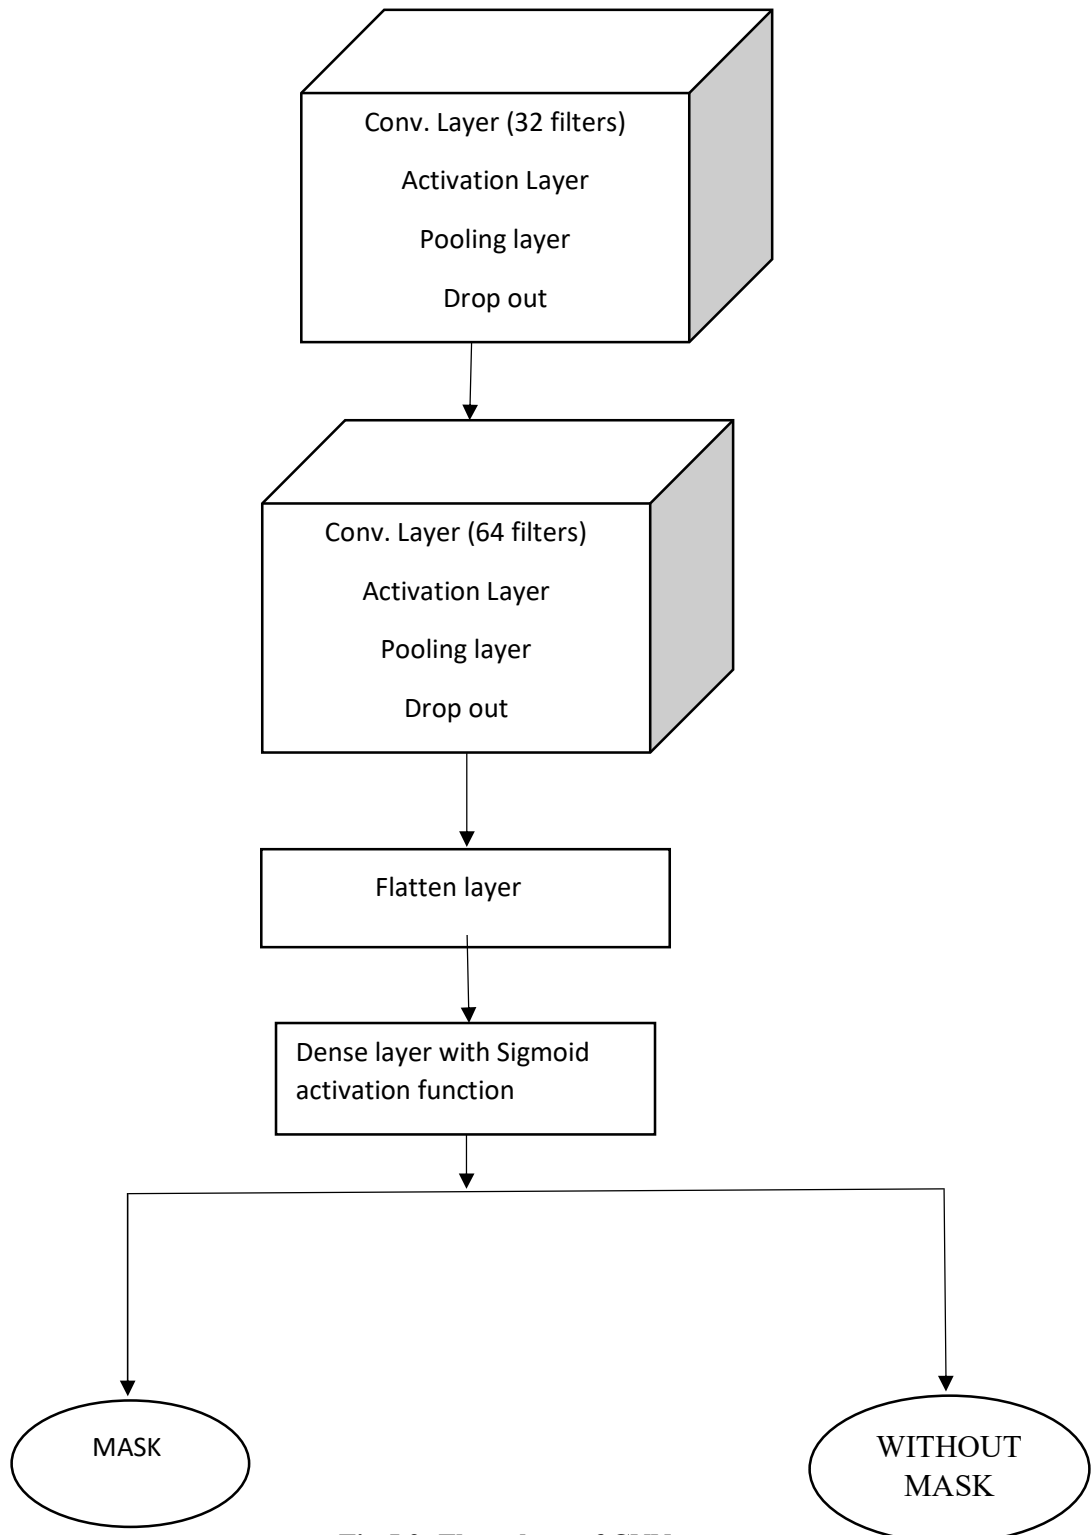 Conv. Layer (32 filters)
Activation Layer
Pooling layer
Drop out
Conv. Layer (64 filters)
Activation Layer
Pooling layer
Drop out
Flatten layer
Dense layer with Sigmoid
activation function
MASK
WITHOUT
MASK